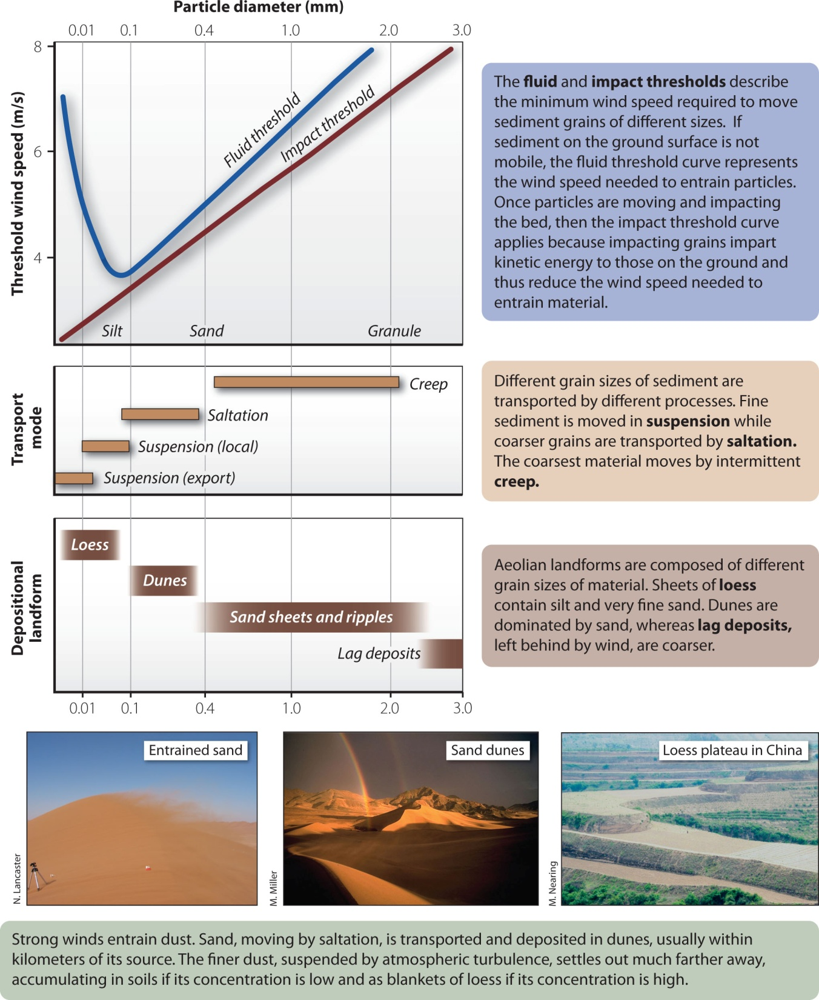 Particle diameter (mm)
0.01 0.1 0.4 1.0 2.0 3.0
Threshold wind speed (m/s)
8
6
4
Fluid threshold
Impact threshold
Silt Sand Granule
The fluid and impact thresholds describe
the minimum wind speed required to move
sediment grains of different sizes. If
sediment on the ground surface is not
mobile, the fluid threshold curve represents
the wind speed needed to entrain particles.
Once particles are moving and impacting
the bed, then the impact threshold curve
applies because impacting grains impart
kinetic energy to those on the ground and
thus reduce the wind speed needed to
entrain material.
Transport
mode
Creep
Saltation
Suspension (local)
Suspension (export)
Different grain sizes of sediment are
transported by different processes. Fine
sediment is moved in suspension while
coarser grains are transported by saltation.
The coarsest material moves by intermittent
creep.
Depositional
landform
Loess
Dunes
Sand sheets and ripples
Lag deposits
0.01 0.1 0.4 1.0 2.0 3.0
Aeolian landforms are composed of different
grain sizes of material. Sheets of loess
contain silt and very fine sand. Dunes are
dominated by sand, whereas lag deposits,
left behind by wind, are coarser.
Entrained sand
N. Lancaster
Sand dunes
M. Miller
Loess plateau in China
M. Nearing
Strong winds entrain dust. Sand, moving by saltation, is transported and deposited in dunes, usually within
kilometers of its source. The finer dust, suspended by atmospheric turbulence, settles out much farther away,
accumulating in soils if its concentration is low and as blankets of loess if its concentration is high.